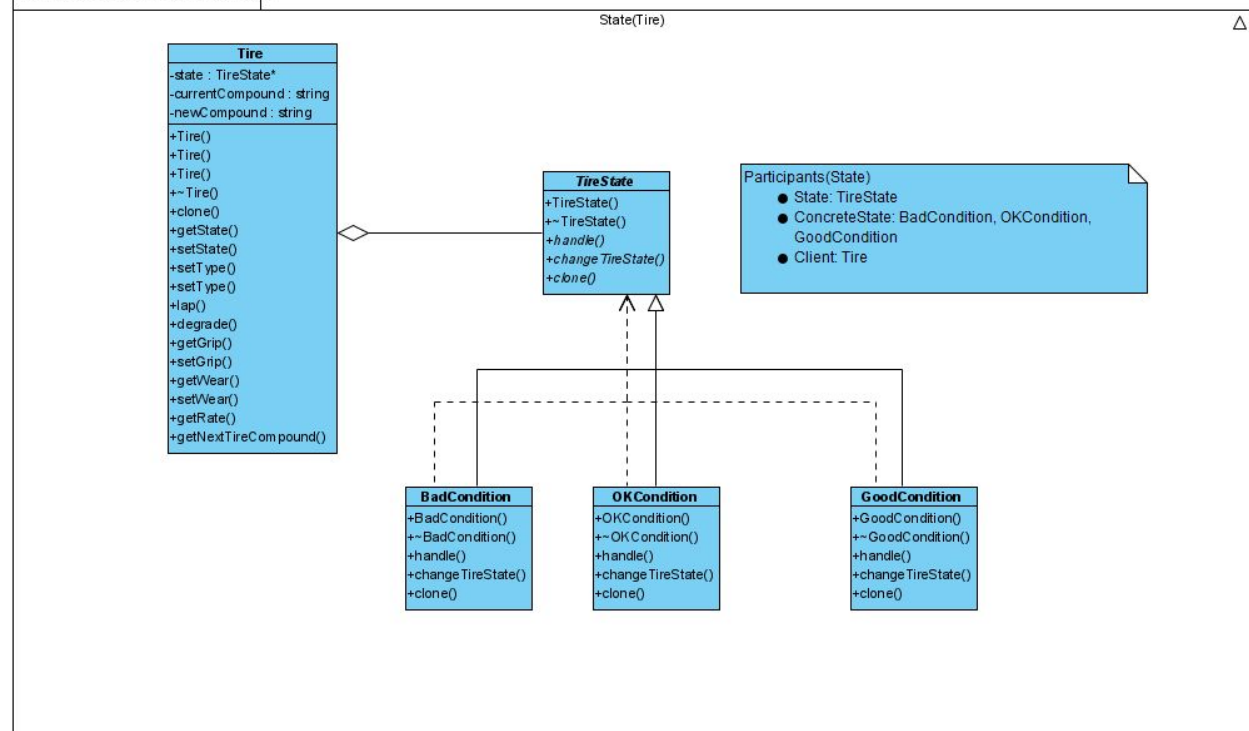 State(Tire)
Tire
-state : TireState*
-currentCompound : string
-newCompound : string
+Tire()
+Tire()
+Tire()
+~Tire()
+clone()
+getState()
+setState()
+setType()
+setType()
+lap()
+degrade()
+getGrip()
+setGrip()
+getWear()
+setWear()
+getRate()
+getNextTireCompound()
TireState
+TireState()
+~TireState()
+handle()
+changeTireState()
+clone()
Participants(State)
● State: TireState
● ConcreteState: BadCondition, OKCondition,
GoodCondition
● Client: Tire
BadCondition
+BadCondition()
+~BadCondition()
+handle()
+changeTireState()
+clone()
OKCondition
+OKCondition()
+~OKCondition()
+handle()
+changeTireState()
+clone()
GoodCondition
+GoodCondition()
+~GoodCondition()
+handle()
+changeTireState()
+clone()